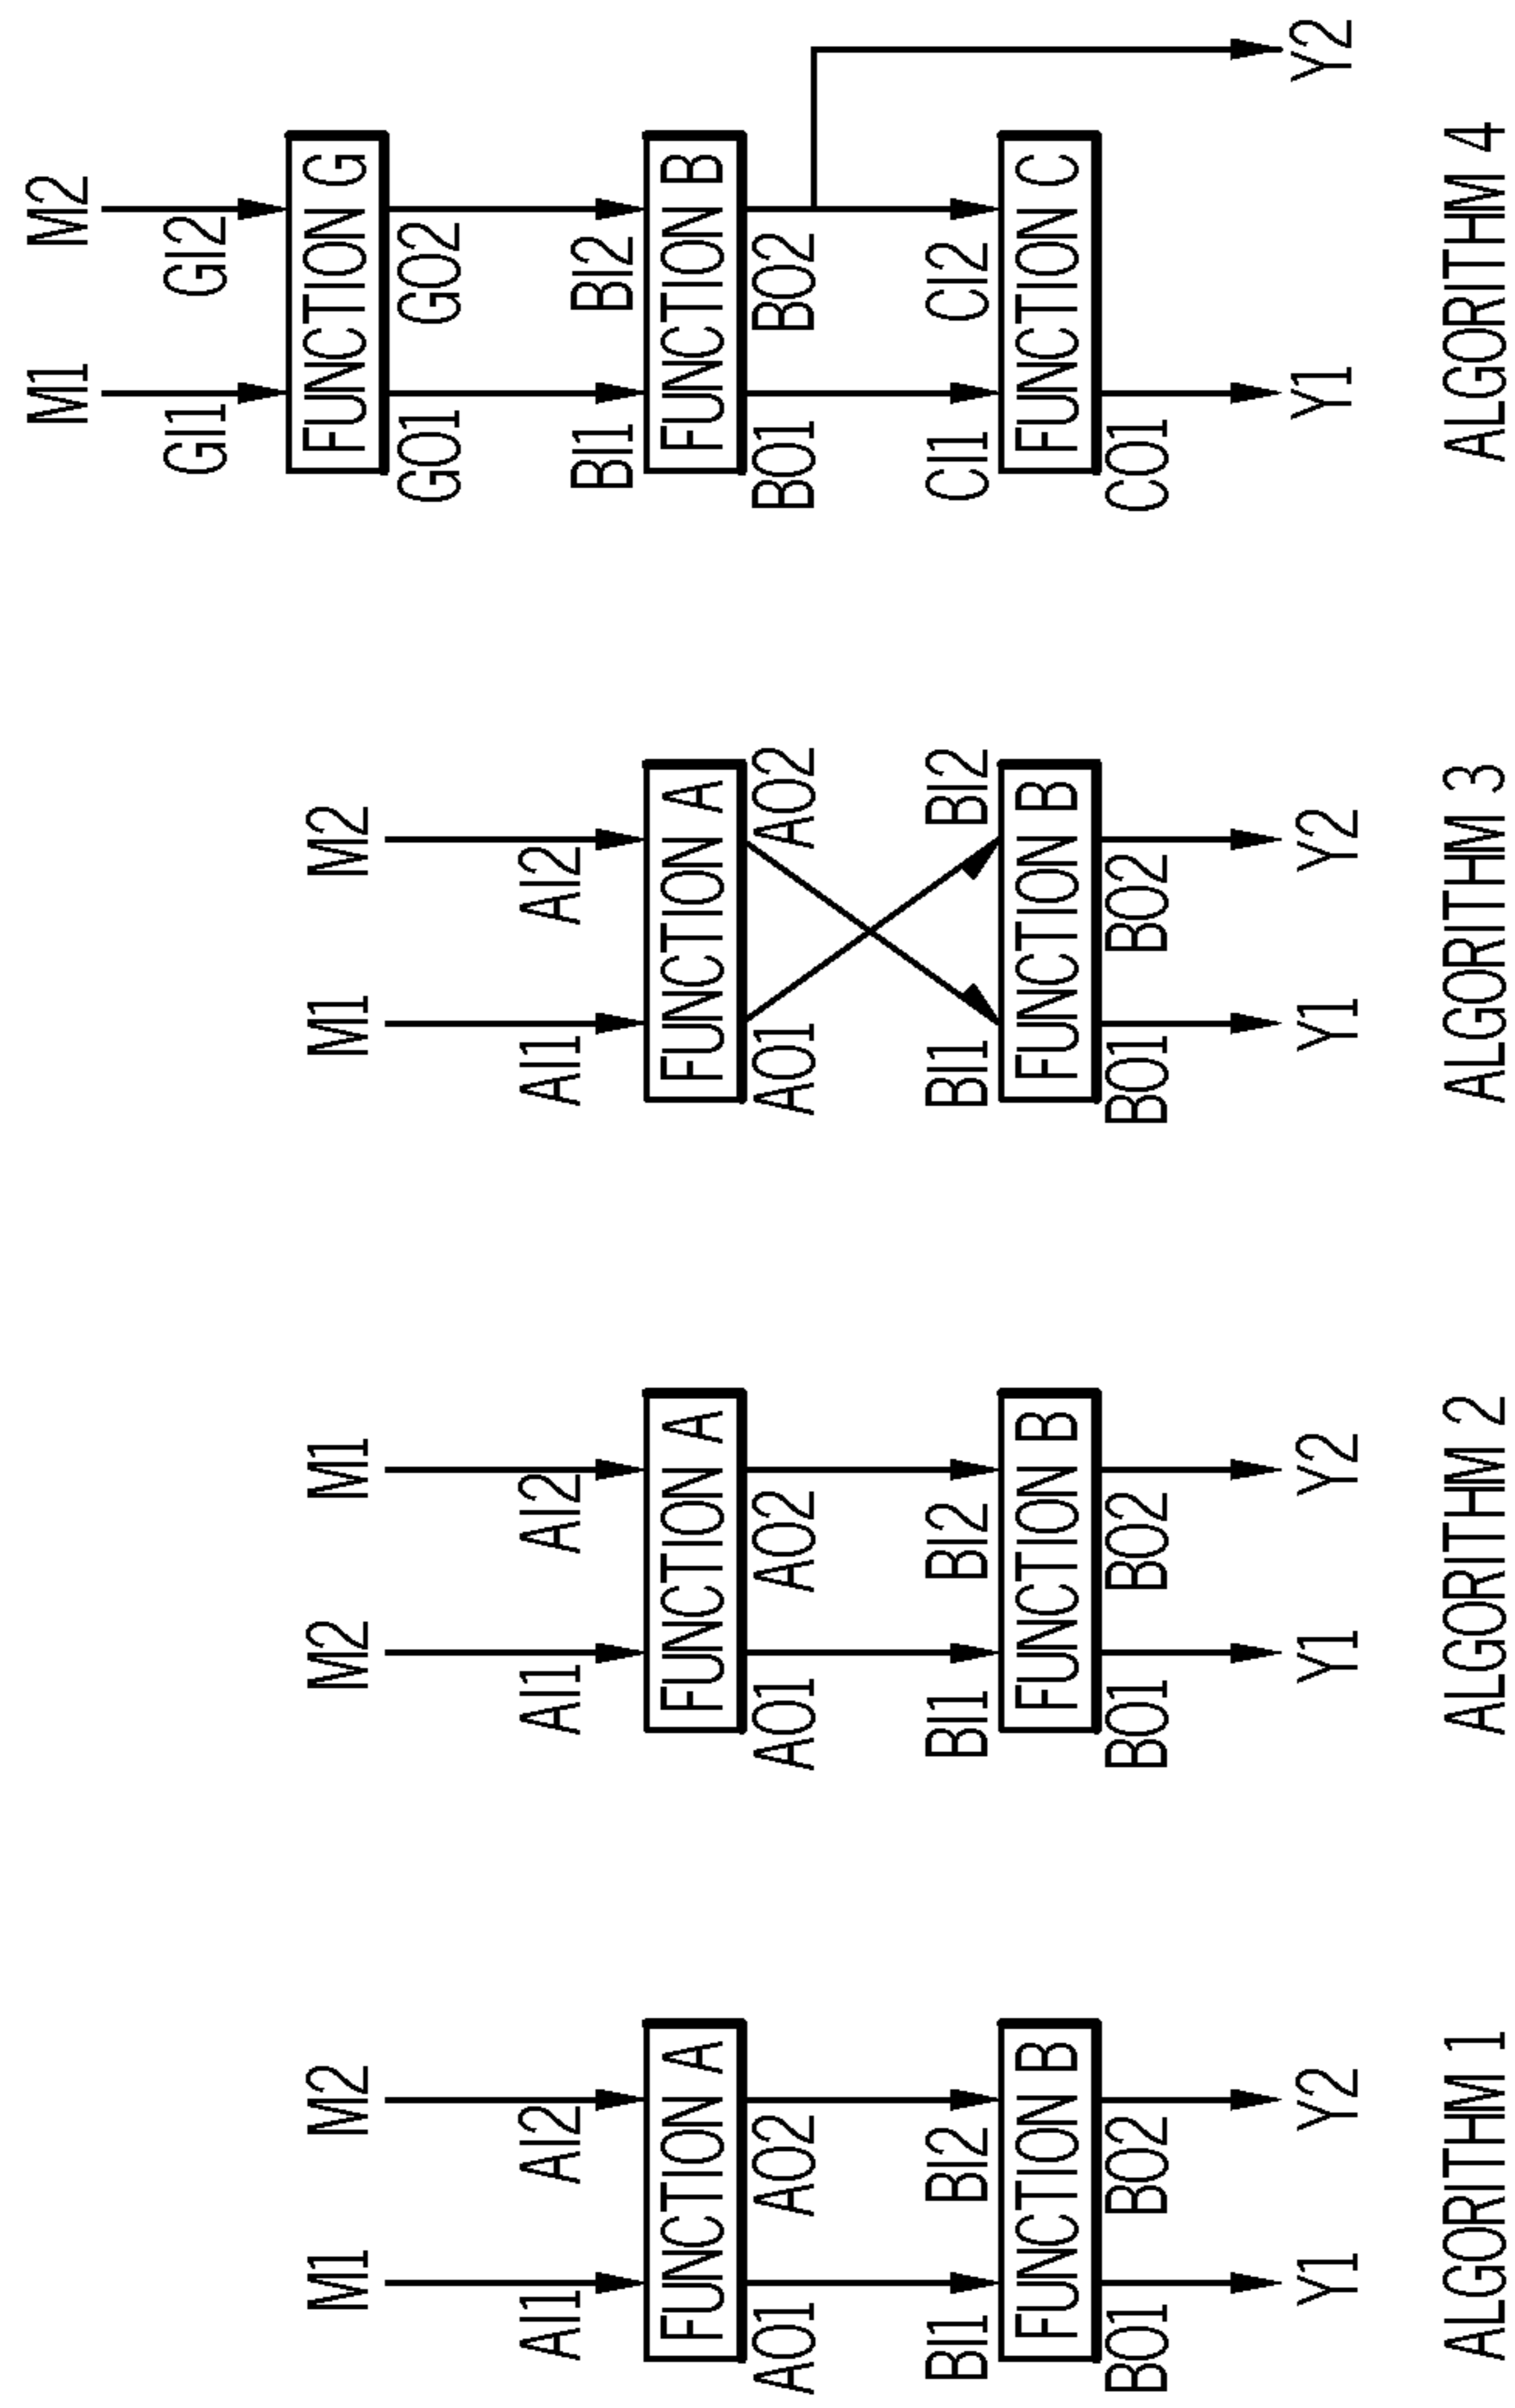 M1
M2
AI1
AI2
FUNCTION A
AO1
AO2
BI1
BI2
FUNCTION B
BO1
BO2
Y1
Y2
ALGORITHM 1
M2
M1
AI1
AI2
FUNCTION A
AO1
AO2
BI1
BI2
FUNCTION B
BO1
BO2
Y1
Y2
ALGORITHM 2
M1
M2
AI1
AI2
FUNCTION A
AO1
AO2
BI1
BI2
FUNCTION B
BO1
BO2
Y1
Y2
ALGORITHM 3
M1
M2
GI1
GI2
FUNCTION G
GO1
GO2
BI1
BI2
FUNCTION B
BO1
BO2
CI1
CI2
FUNCTION C
CO1
Y1
Y2
ALGORITHM 4